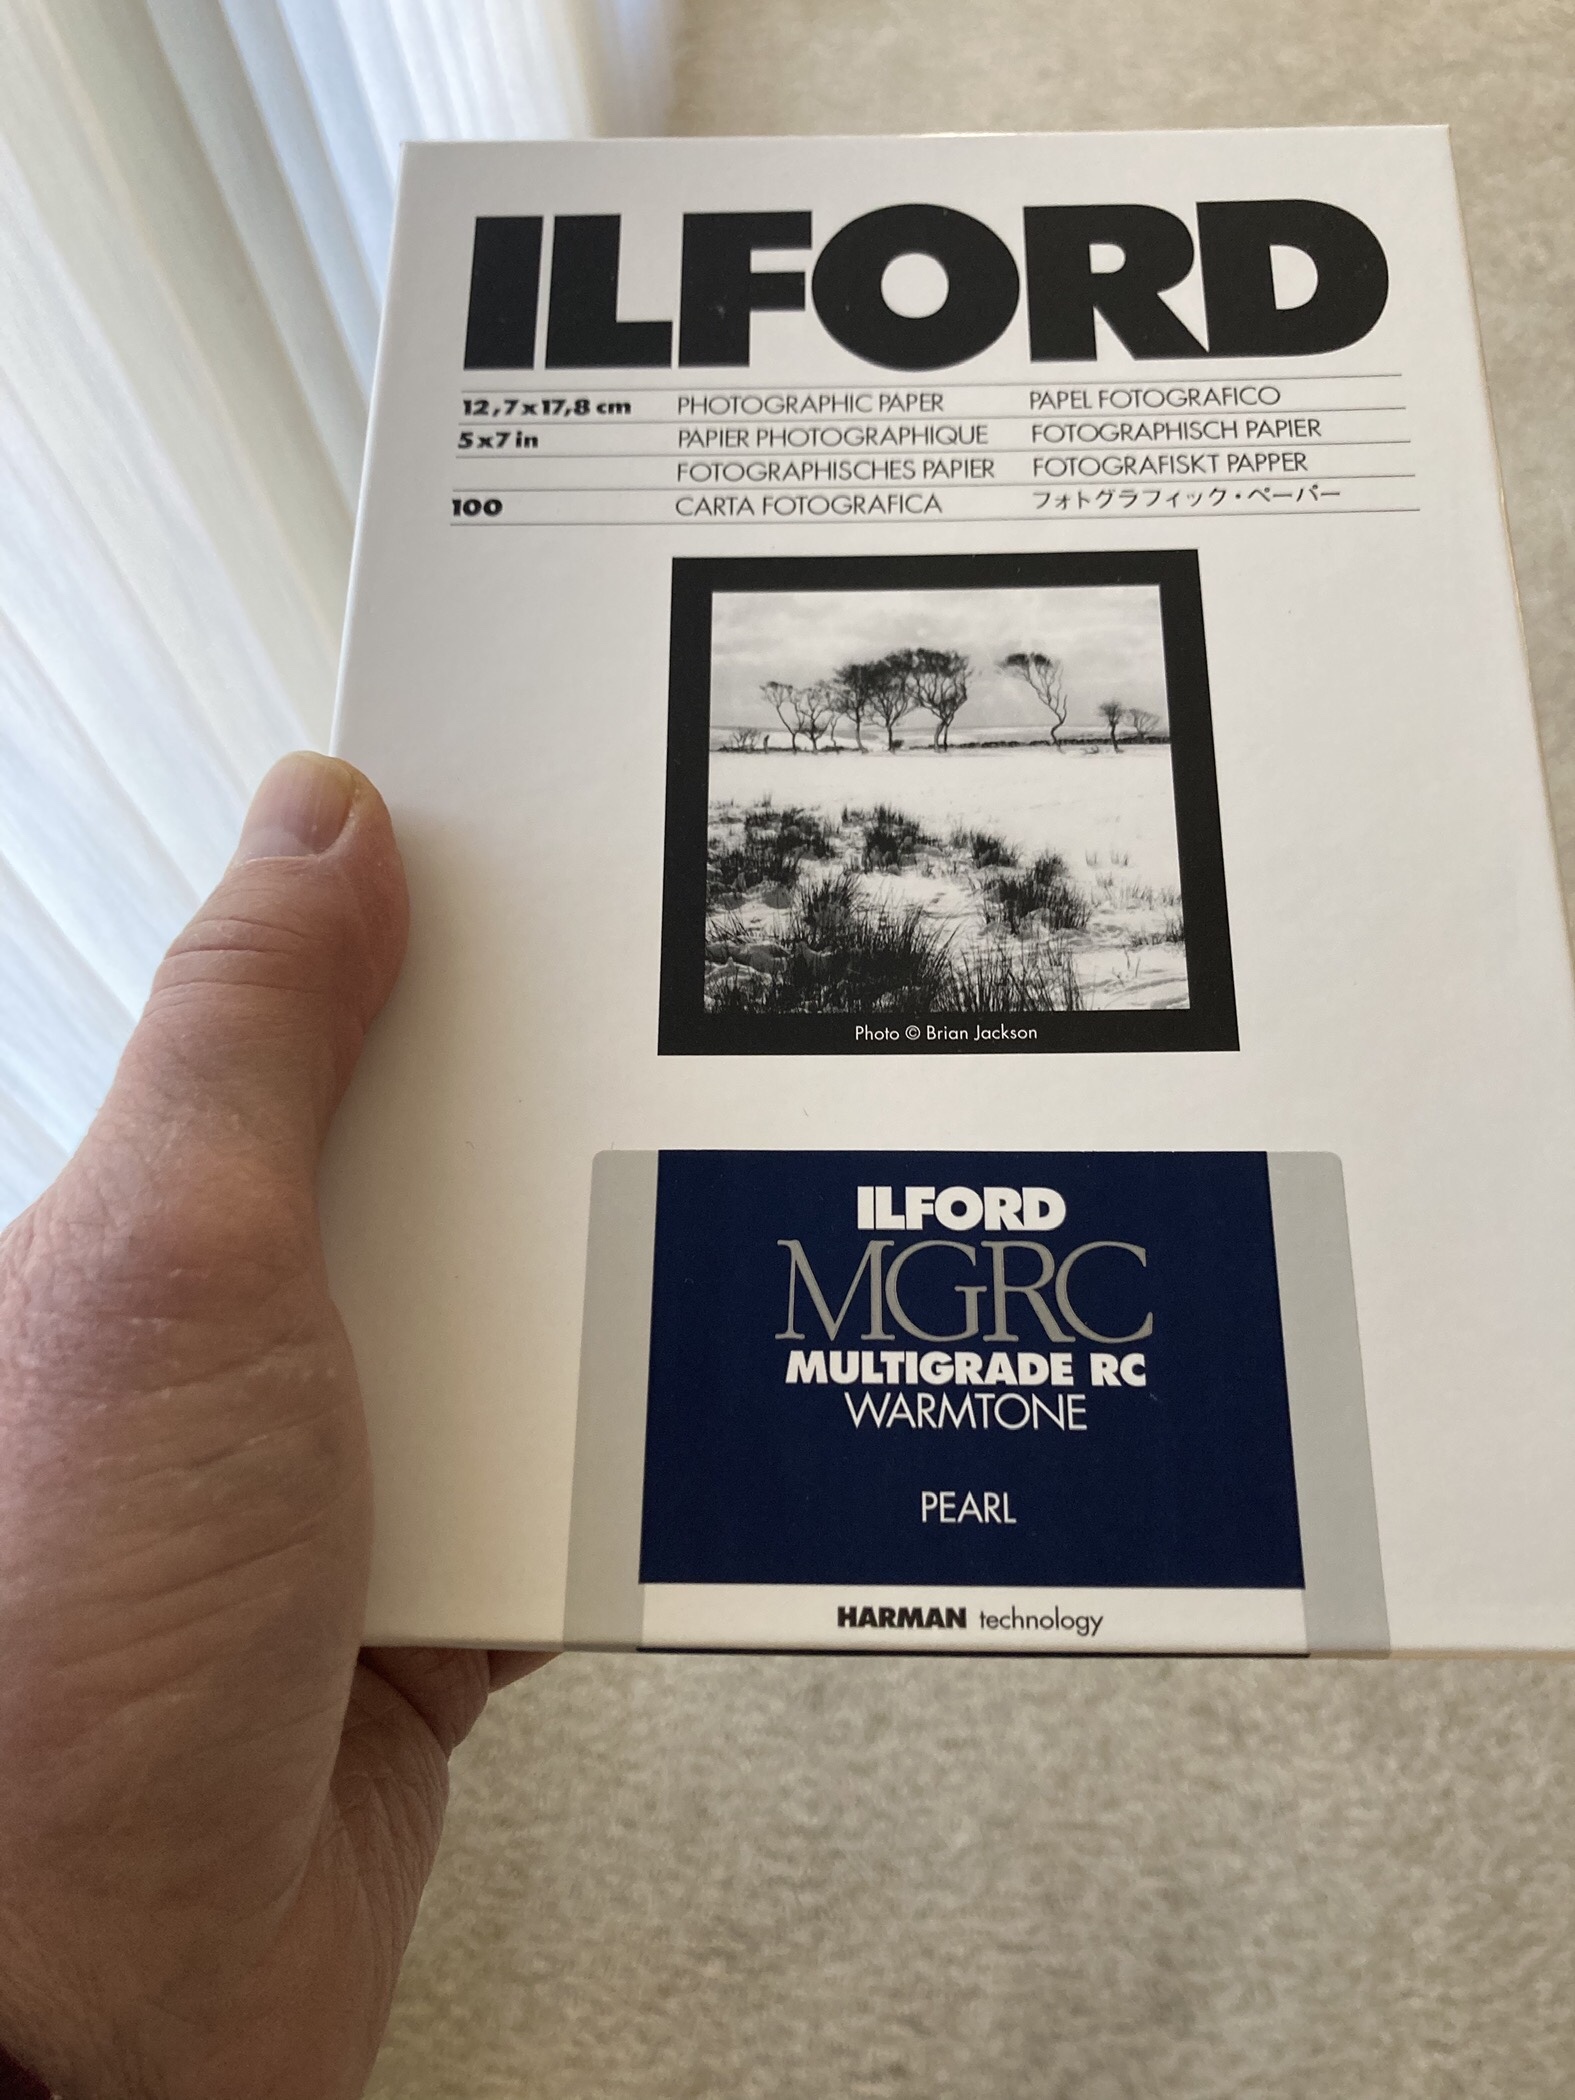 ILFORD
12,7x17,8 cm PHOTOGRAPHIC PAPER PAPEL FOTOGRAFICO
5x7 in PAPIER PHOTOGRAPHIQUE FOTOGRAPHISCH PAPIER
FOTOGRAPHISCHES PAPIER FOTOGRAFISKT PAPPER
100 CARTA FOTOGRAFICA フォトグラフィック・ペーパー
Photo © Brian Jackson
ILFORD
MGRC
MULTIGRADE RC
WARMTONE
PEARL
HARMAN technology